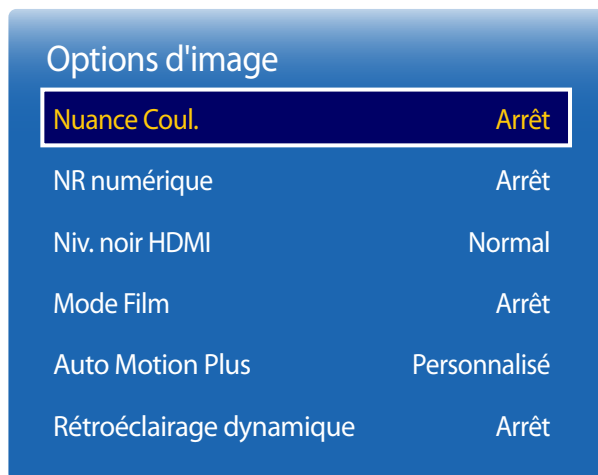 Options d'image
Nuance Coul. Arrêt
NR numérique Arrêt
Niv. noir HDMI Normal
Mode Film Arrêt
Auto Motion Plus Personnalisé
Rétroéclairage dynamique Arrêt